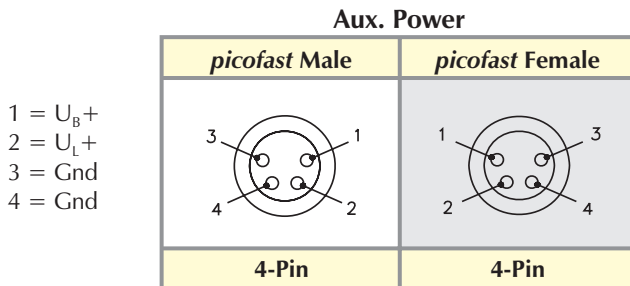 Aux. Power
picofast Male
picofast Female
1 = U_B+
2 = U_L+
3 = Gnd
4 = Gnd
3
1
4
2
1
3
2
4
4-Pin
4-Pin